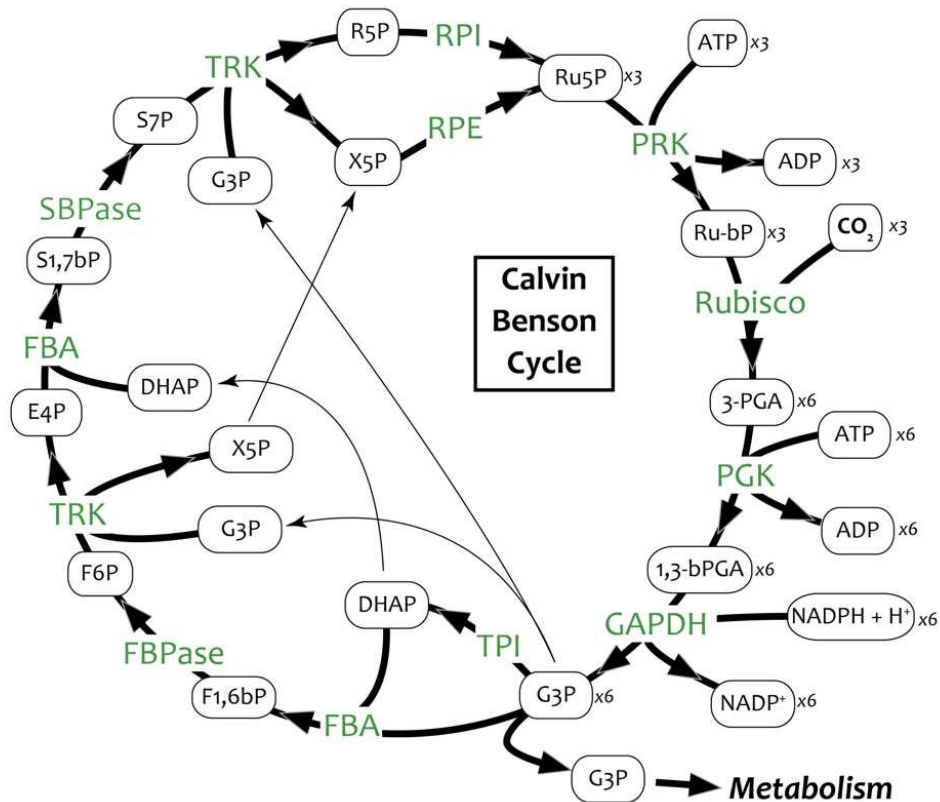 R5P
RPI
ATP x3
TRK
Ru5P x3
S7P
X5P
RPE
PRK
G3P
ADP x3
SBPase
Ru-bP x3
CO₂ x3
S1,7bP
Calvin
Benson
Cycle
Rubisco
FBA
DHAP
3-PGA x6
E4P
ATP x6
X5P
PGK
TRK
G3P
ADP x6
F6P
1,3-bPGA x6
DHAP
GAPDH
NADPH + H⁺ x6
FBPase
TPI
F1,6bP
G3P x6
NADP⁺ x6
FBA
G3P
Metabolism